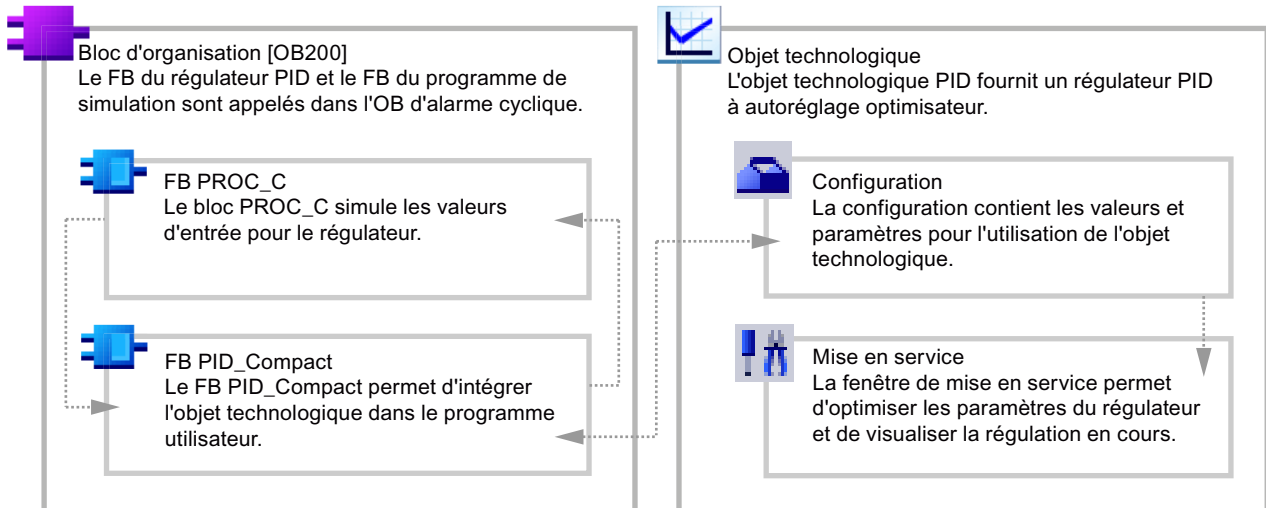 Bloc d'organisation [OB200]
Le FB du régulateur PID et le FB du programme de
simulation sont appelés dans l'OB d'alarme cyclique.
FB PROC_C
Le bloc PROC_C simule les valeurs
d'entrée pour le régulateur.
FB PID_Compact
Le FB PID_Compact permet d'intégrer
l'objet technologique dans le programme
utilisateur.
Objet technologique
L'objet technologique PID fournit un régulateur PID
à autoréglage optimisateur.
Configuration
La configuration contient les valeurs et
paramètres pour l'utilisation de l'objet
technologique.
Mise en service
La fenêtre de mise en service permet
d'optimiser les paramètres du régulateur
et de visualiser la régulation en cours.